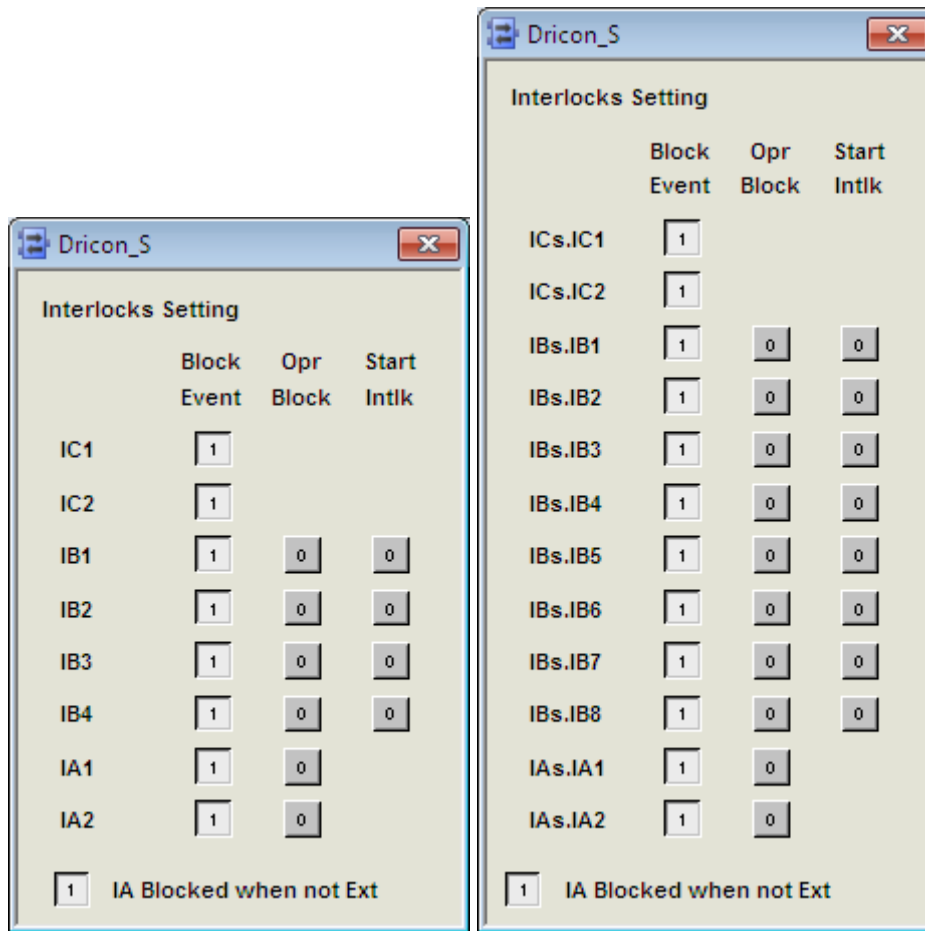 Dricon_S
Interlocks Setting
Block Opr Start
Event Block Intlk
IC1 1
IC2 1
IB1 1 0 0
IB2 1 0 0
IB3 1 0 0
IB4 1 0 0
IA1 1 0
IA2 1 0
1 IA Blocked when not Ext
Dricon_S
Interlocks Setting
Block Opr Start
Event Block Intlk
ICs.IC1 1
ICs.IC2 1
IBs.IB1 1 0 0
IBs.IB2 1 0 0
IBs.IB3 1 0 0
IBs.IB4 1 0 0
IBs.IB5 1 0 0
IBs.IB6 1 0 0
IBs.IB7 1 0 0
IBs.IB8 1 0 0
IAs.IA1 1 0
IAs.IA2 1 0
1 IA Blocked when not Ext